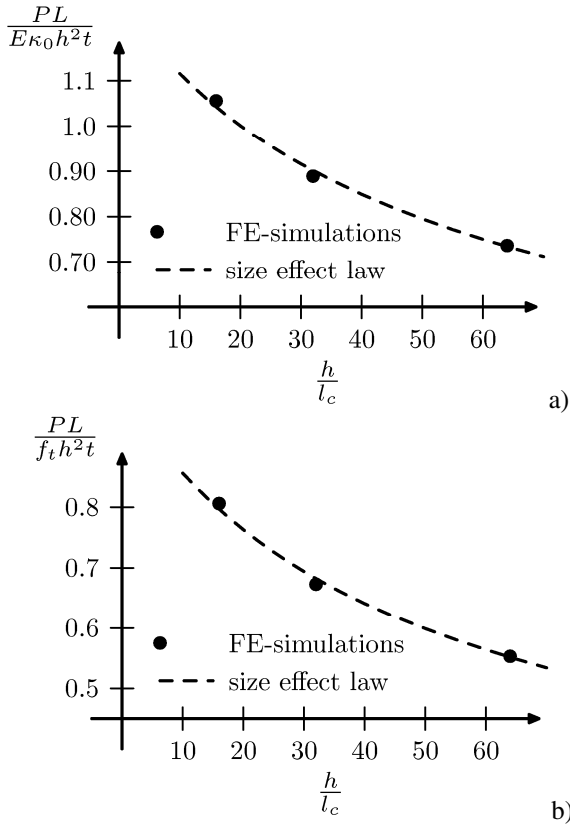 PL
Eκ₀h²t
1.1
1.0
0.90
0.80
0.70
FE-simulations
size effect law
10 20 30 40 50 60
h
l_c
a)
PL
f_t h²t
0.8
0.7
0.6
0.5
FE-simulations
size effect law
10 20 30 40 50 60
h
l_c
b)